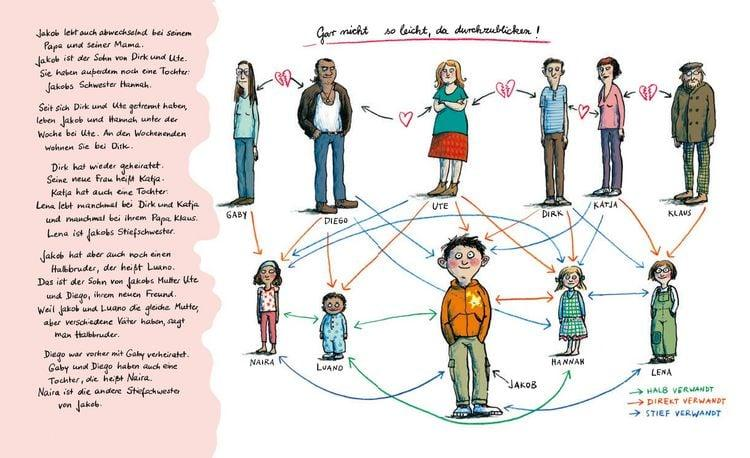 Jakob lebt auch abwechselnd bei seinem
Papa und seiner Mama.
Jakob ist der Sohn von Dirk und Ute.
Sie haben außerdem noch eine Tochter:
Jakobs Schwester Hannah.
Seit sich Dirk und Ute getrennt haben,
leben Jakob und Hannah unter der
Woche bei Ute. An den Wochenenden
wohnen sie bei Dirk.
Dirk hat wieder geheiratet.
Seine neue Frau heißt Katja.
Katja hat auch eine Tochter:
Lena lebt manchmal bei Dirk und Katja
und manchmal bei ihrem Papa Klaus.
Lena ist Jakobs Stiefschwester.
Jakob hat aber auch noch einen
Halbbruder, der heißt Luano.
Das ist der Sohn von Jakobs Mutter Ute
und Diego, ihrem neuen Freund.
Weil Jakob und Luano die gleiche Mutter,
aber verschiedene Väter haben, sagt
man Halbbruder.
Diego war vorher mit Gaby verheiratet.
Gaby und Diego haben auch eine
Tochter, die heißt Naira.
Naira ist die andere Stiefschwester
von Jakob.
Gar nicht so leicht, da durchzublicken!
GABY
DIEGO
UTE
DIRK
KATJA
KLAUS
NAIRA
LUANO
JAKOB
HANNAH
LENA
HALB VERWANDT
DIREKT VERWANDT
STIEF VERWANDT